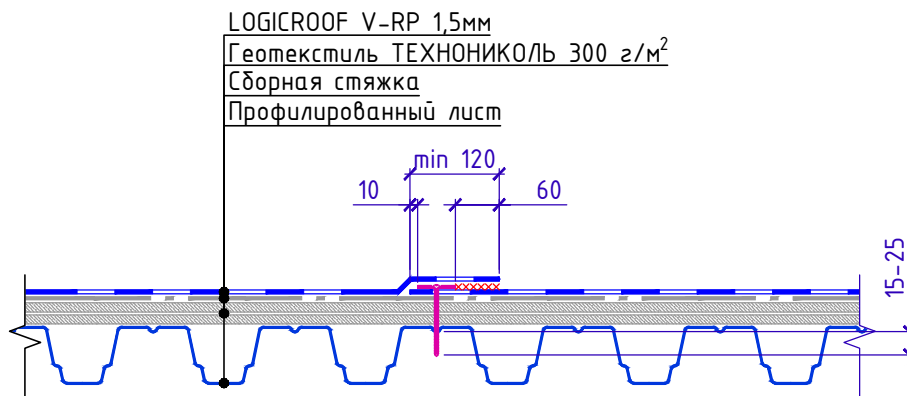 LOGICROOF V-RP 1,5мм
Геотекстиль ТЕХНОНИКОЛЬ 300 г/м²
Сборная стяжка
Профилированный лист
min 120
10
60
15-25